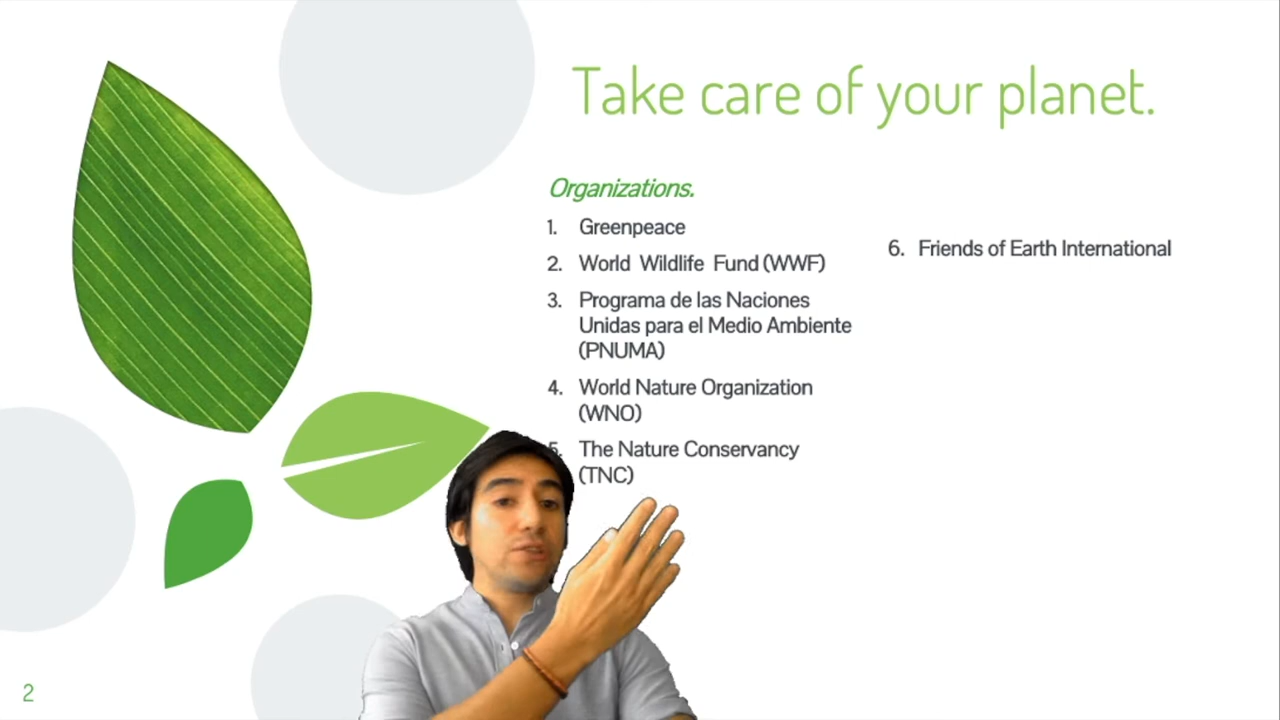 Take care of your planet.
Organizations.
1. Greenpeace
2. World Wildlife Fund (WWF)
3. Programa de las Naciones
Unidas para el Medio Ambiente
(PNUMA)
4. World Nature Organization
(WNO)
5. The Nature Conservancy
(TNC)
6. Friends of Earth International
2